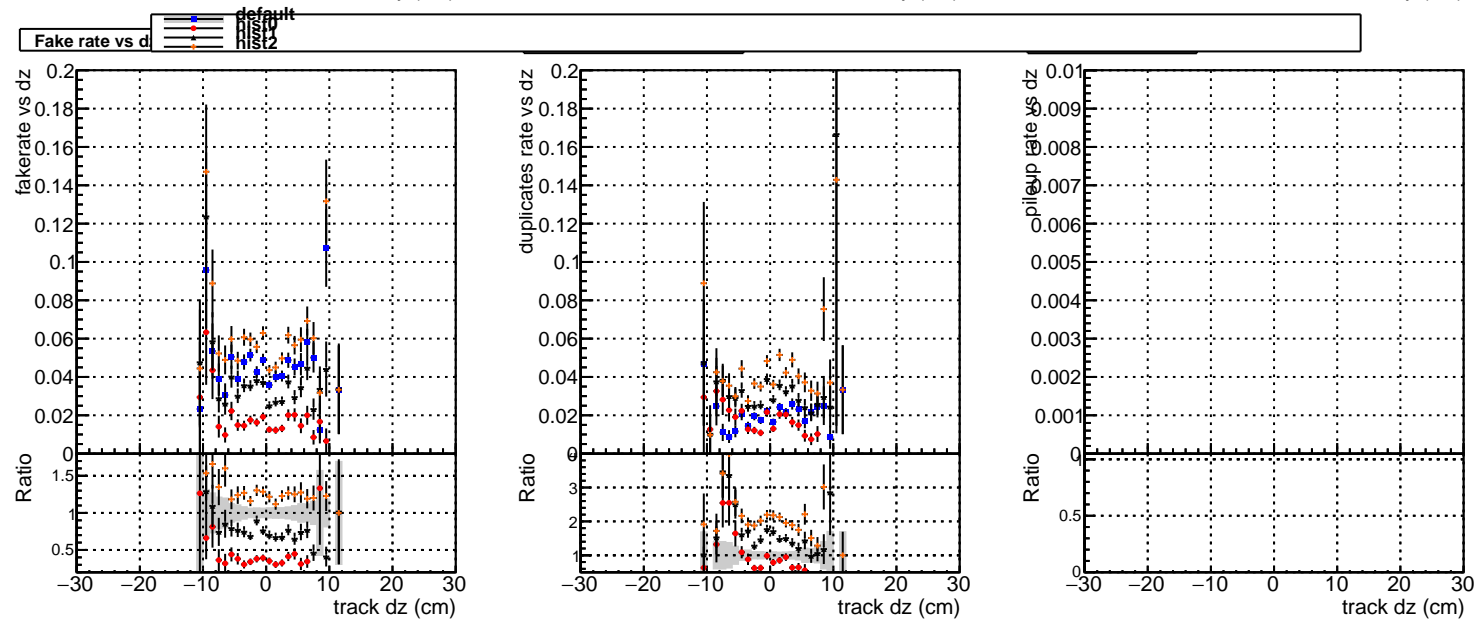 default
hist0
hist1
hist2
Fake rate vs dz
fakerate vs dz
0.2
0.18
0.16
0.14
0.12
0.1
0.08
0.06
0.04
0.02
0
Ratio
1.5
1
0.5
−30 −20 −10 0 10 20 30
track dz (cm)
duplicates rate vs dz
0.2
0.18
0.16
0.14
0.12
0.1
0.08
0.06
0.04
0.02
0
Ratio
3
2
1
−30 −20 −10 0 10 20 30
track dz (cm)
pileup rate vs dz
0.01
0.009
0.008
0.007
0.006
0.005
0.004
0.003
0.002
0.001
0
Ratio
1
0.5
0
−30 −20 −10 0 10 20 30
track dz (cm)